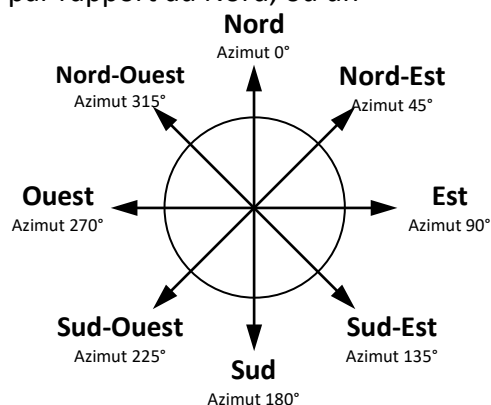 par rapport au Nord, ou un
Nord
Azimut 0°
Nord-Ouest
Azimut 315°
Nord-Est
Azimut 45°
Ouest
Azimut 270°
Est
Azimut 90°
Sud-Ouest
Azimut 225°
Sud-Est
Azimut 135°
Sud
Azimut 180°